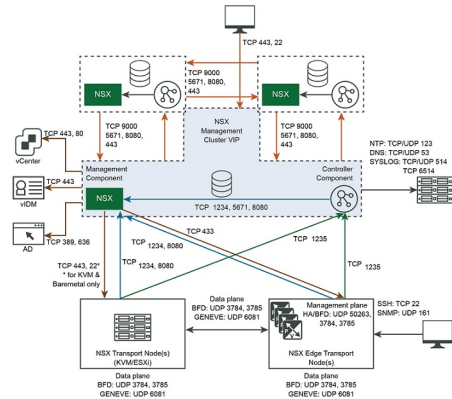 TCP 443, 22
TCP 9000
5671, 8080,
443
NSX
NSX
TCP 9000
5671, 8080,
443
NSX
Management
Cluster VIP
TCP 9000
5671, 8080,
443
TCP 443, 80
vCenter
TCP 443
vIDM
AD
TCP 389, 636
Management
Component
NSX
Controller
Component
TCP 1234, 5671, 8080
NTP: TCP/UDP 123
DNS: TCP/UDP 53
SYSLOG: TCP/UDP 514
TCP 6514
TCP 433
TCP
1234, 8080
TCP 1235
TCP 443, 22*
* for KVM &
Baremetal only
TCP
1234, 8080
TCP
1235
Data plane
BFD: UDP 3784, 3785
GENEVE: UDP 6081
NSX Transport Node(s)
(KVM/ESXi)
Management plane
HA/BFD: UDP 50263,
3784, 3785
NSX Edge Transport
Node(s)
SSH: TCP 22
SNMP: UDP 161
Data plane
BFD: UDP 3784, 3785
GENEVE: UDP 6081
Data plane
BFD: UDP 3784, 3785
GENEVE: UDP 6081